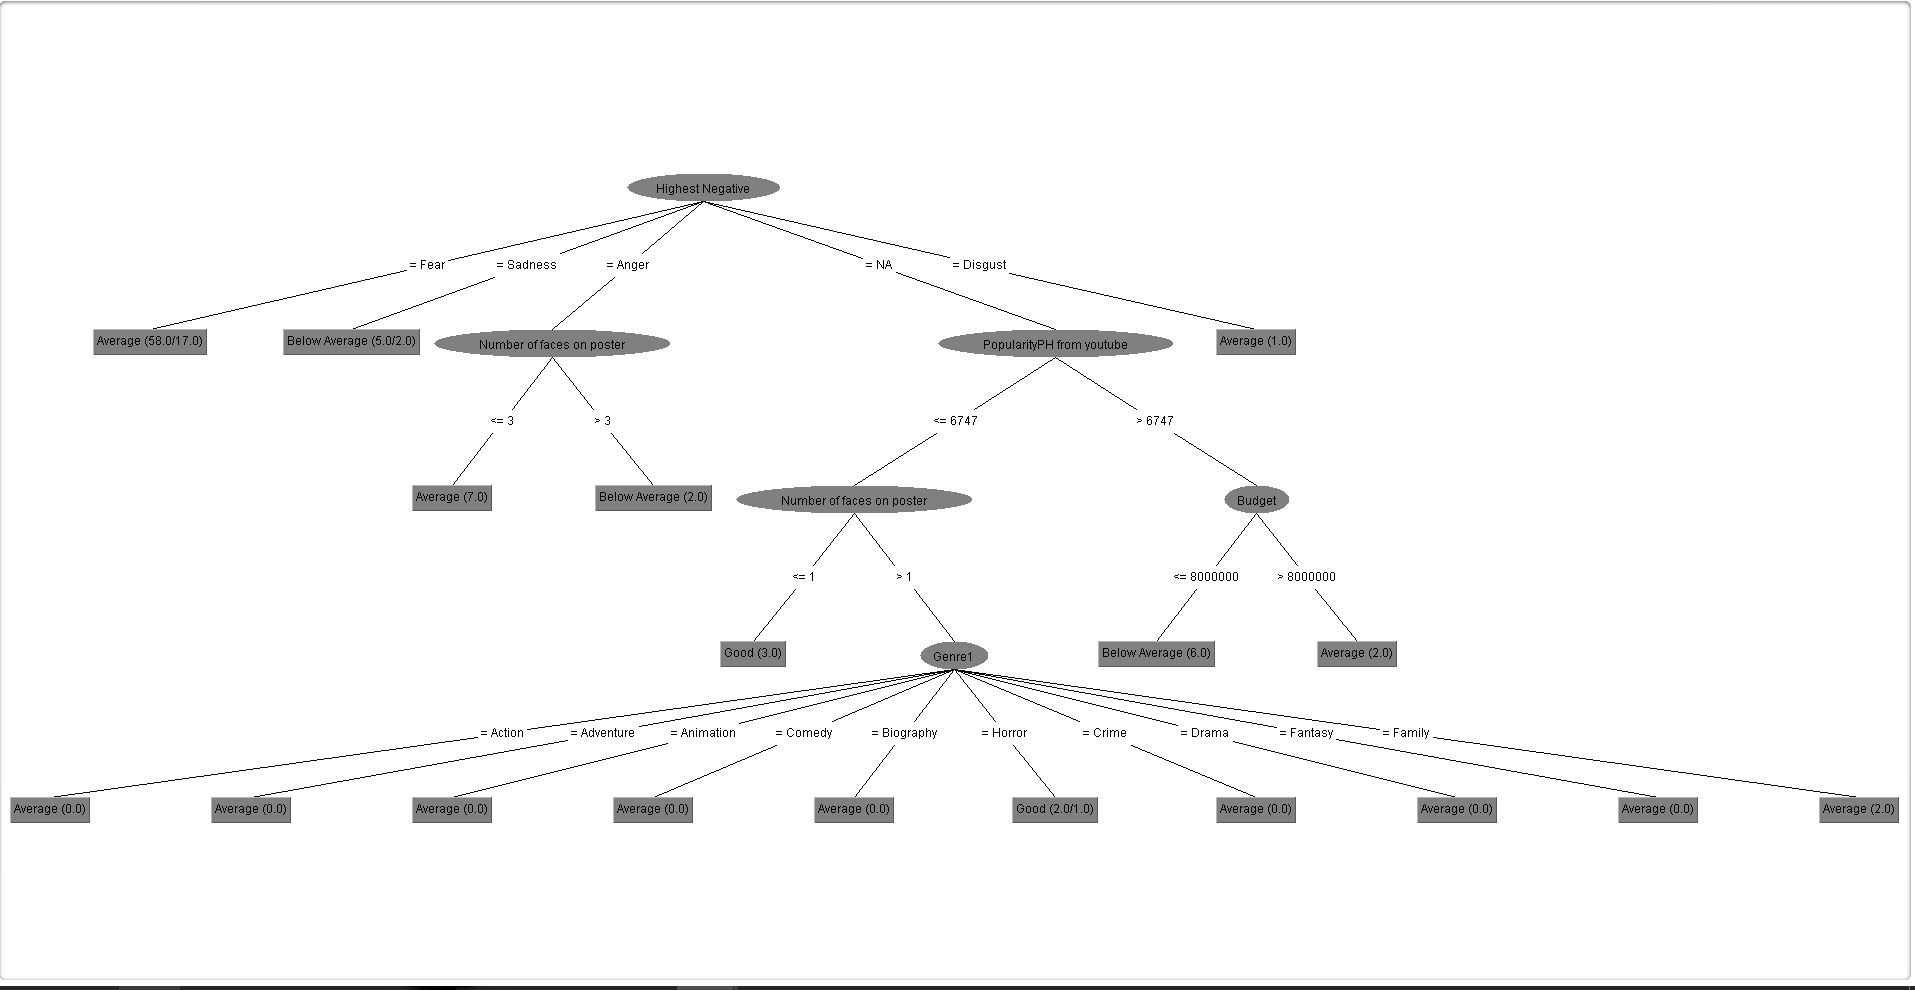 Highest Negative
= Fear
= Sadness
= Anger
= NA
= Disgust
Average (58.0/17.0)
Below Average (5.0/2.0)
Number of faces on poster
PopularityPH from youtube
Average (1.0)
<= 3
> 3
<= 6747
> 6747
Average (7.0)
Below Average (2.0)
Number of faces on poster
Budget
<= 1
> 1
<= 8000000
> 8000000
Good (3.0)
Genre1
Below Average (6.0)
Average (2.0)
= Action
= Adventure
= Animation
= Comedy
= Biography
= Horror
= Crime
= Drama
= Fantasy
= Family
Average (0.0)
Average (0.0)
Average (0.0)
Average (0.0)
Average (0.0)
Good (2.0/1.0)
Average (0.0)
Average (0.0)
Average (0.0)
Average (2.0)